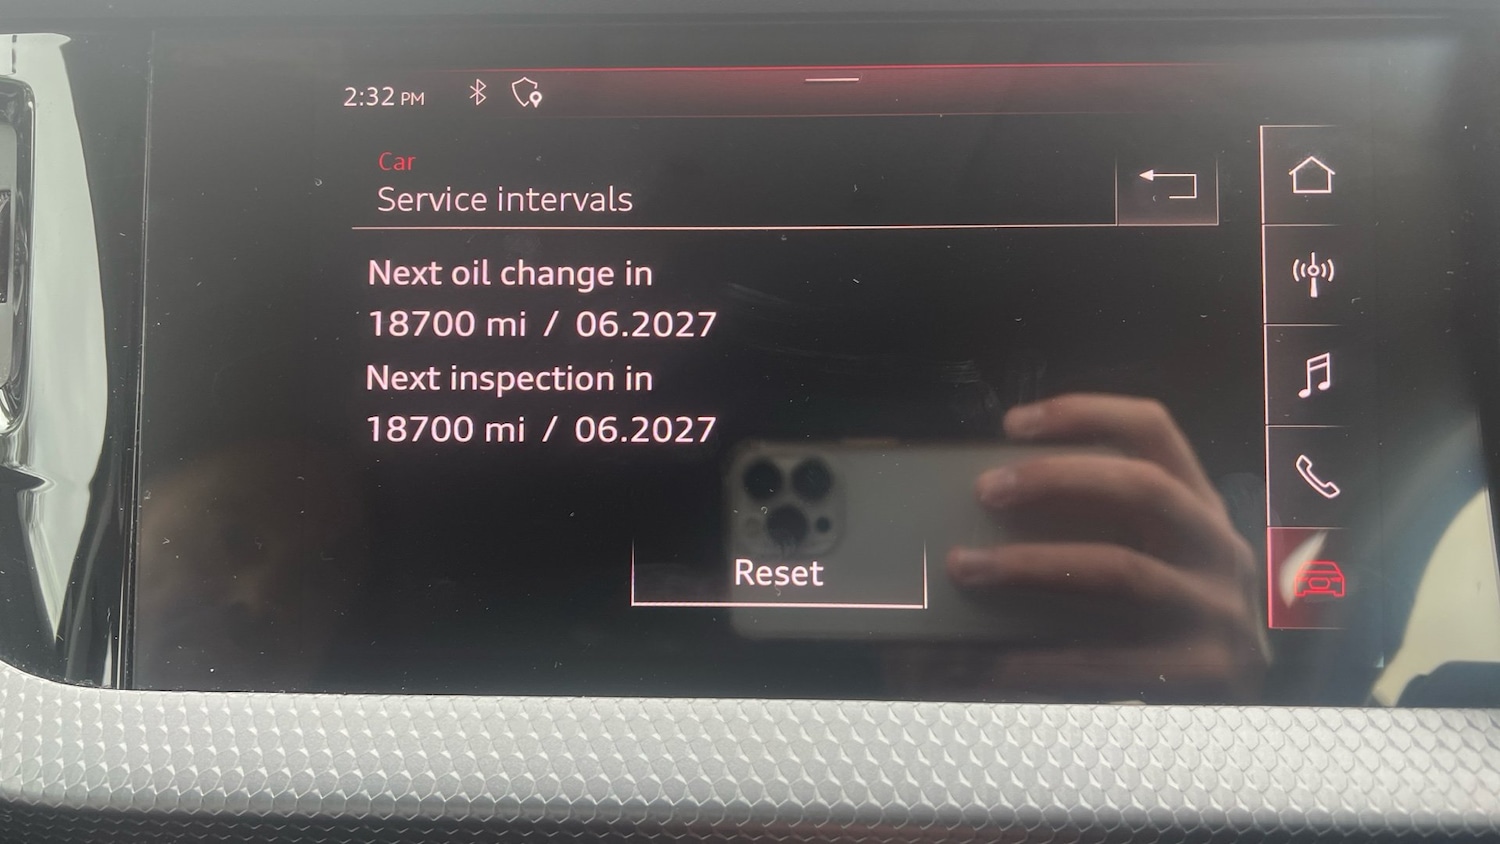 2:32 PM
Car
Service intervals
Next oil change in
18700 mi / 06.2027
Next inspection in
18700 mi / 06.2027
Reset